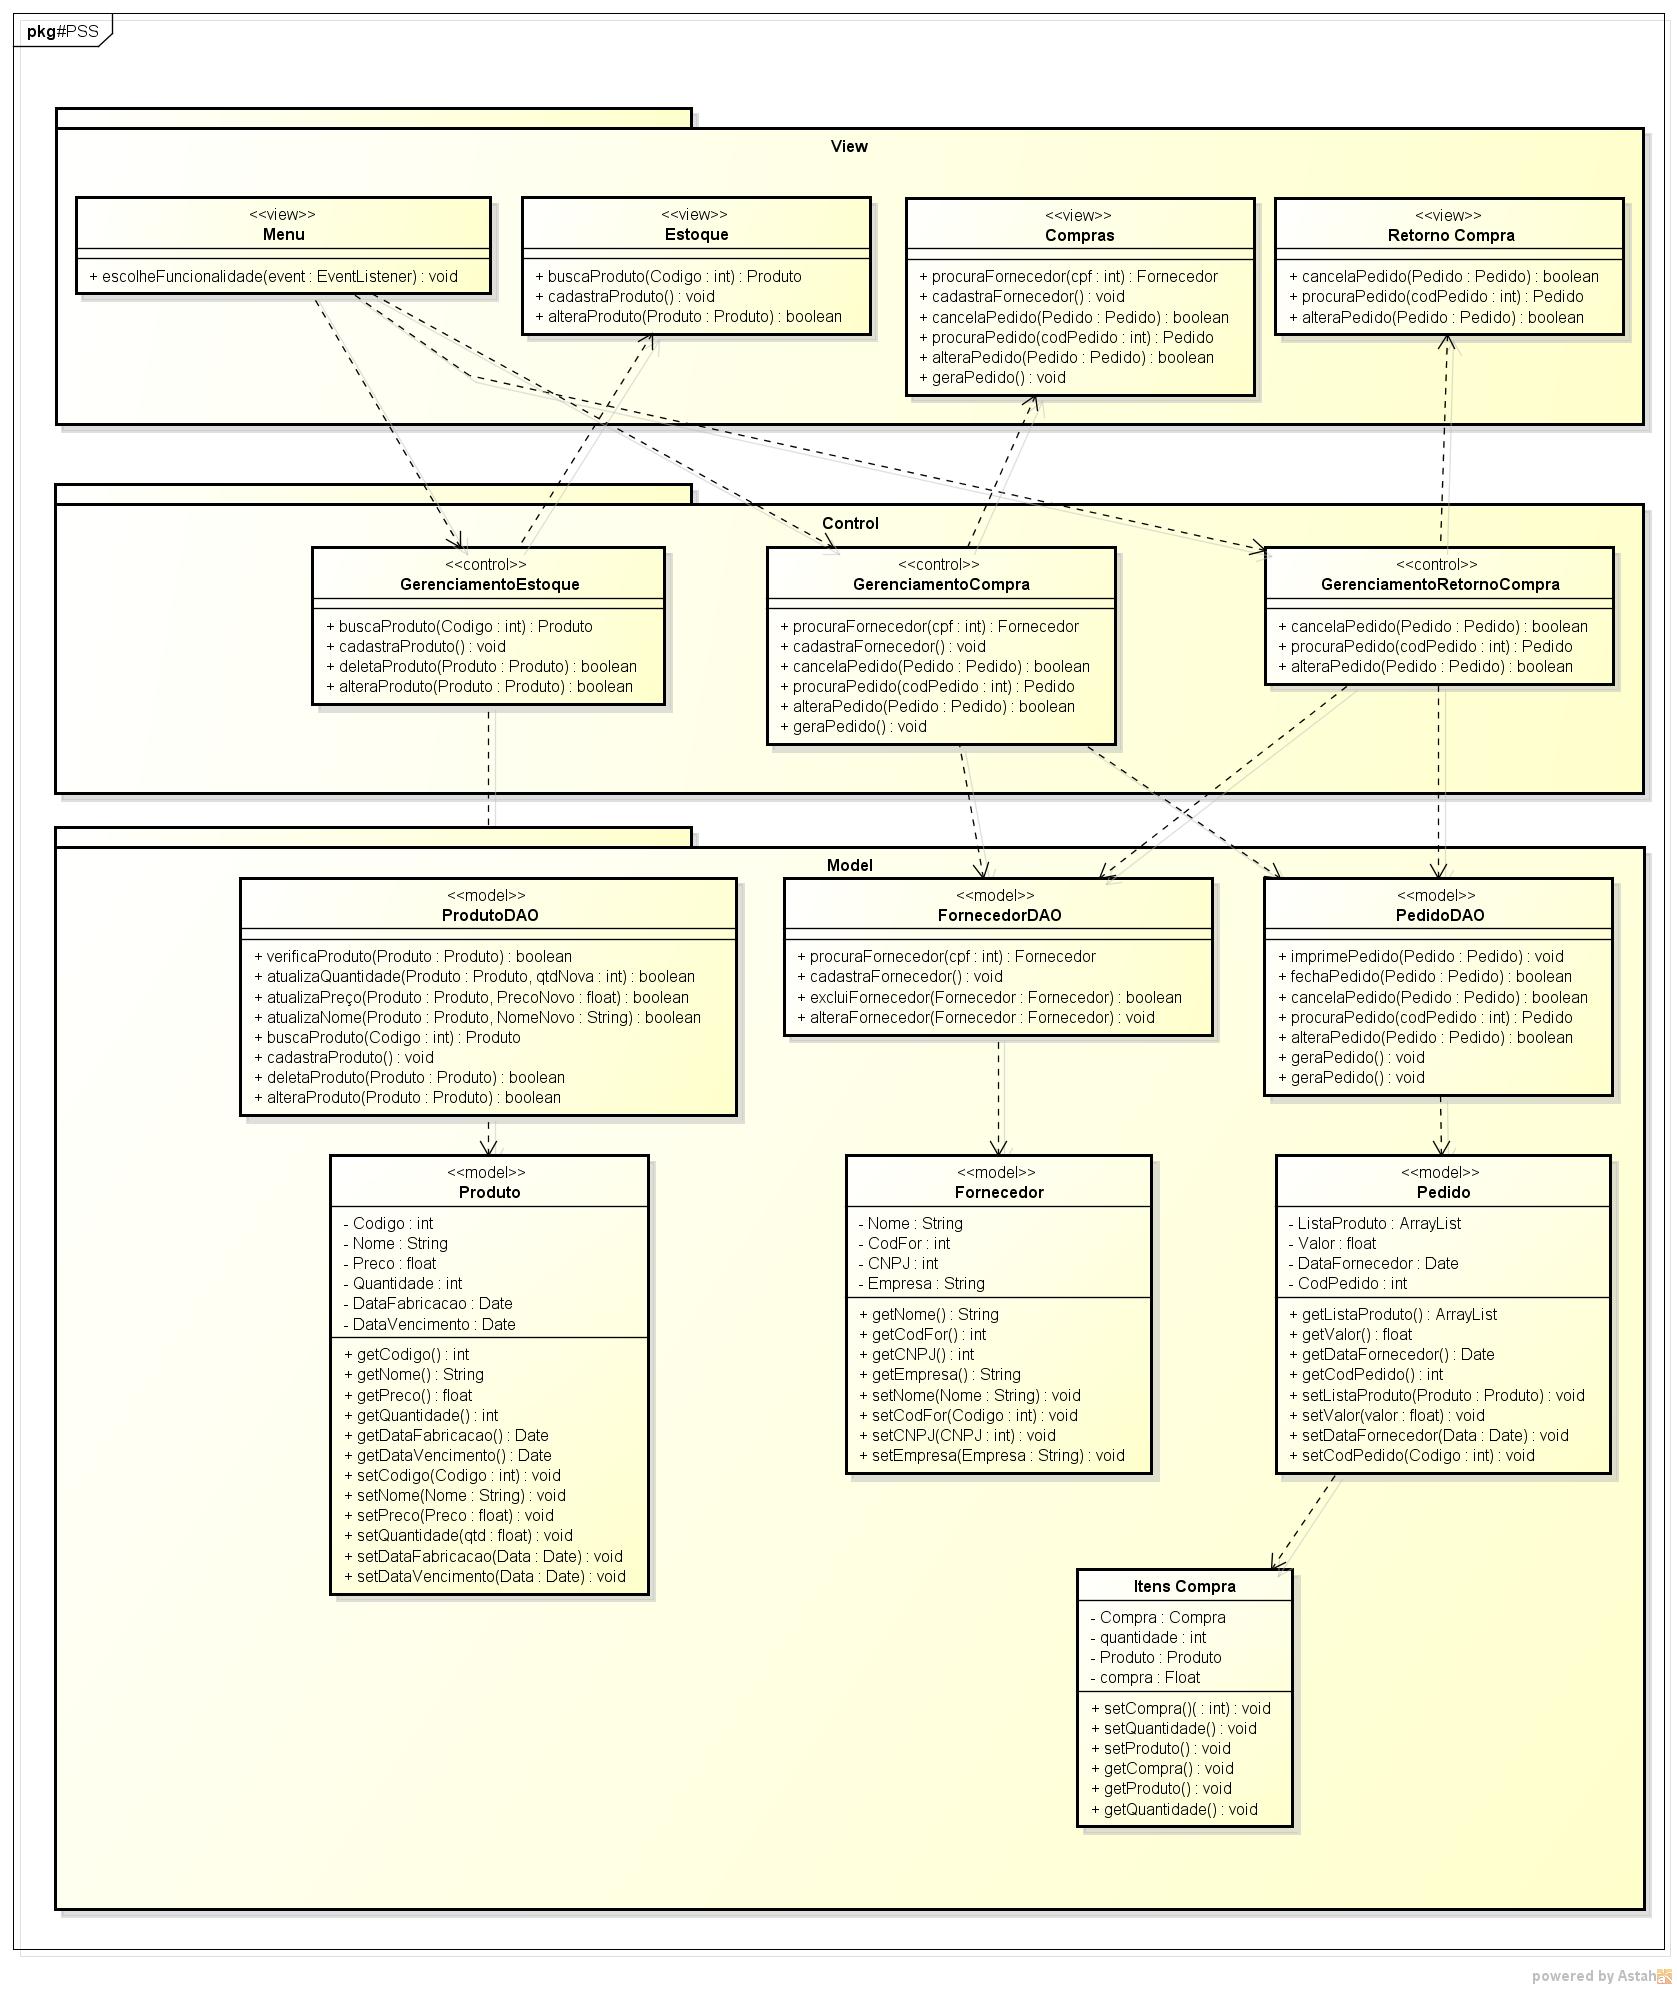 pkg#PSS
View
<<view>>
Menu
+ escolheFuncionalidade(event : EventListener) : void
<<view>>
Estoque
+ buscaProduto(Codigo : int) : Produto
+ cadastraProduto() : void
+ alteraProduto(Produto : Produto) : boolean
<<view>>
Compras
+ procuraFornecedor(cpf : int) : Fornecedor
+ cadastraFornecedor() : void
+ cancelaPedido(Pedido : Pedido) : boolean
+ procuraPedido(codPedido : int) : Pedido
+ alteraPedido(Pedido : Pedido) : boolean
+ geraPedido() : void
<<view>>
Retorno Compra
+ cancelaPedido(Pedido : Pedido) : boolean
+ procuraPedido(codPedido : int) : Pedido
+ alteraPedido(Pedido : Pedido) : boolean
Control
<<control>>
GerenciamentoEstoque
+ buscaProduto(Codigo : int) : Produto
+ cadastraProduto() : void
+ deletaProduto(Produto : Produto) : boolean
+ alteraProduto(Produto : Produto) : boolean
<<control>>
GerenciamentoCompra
+ procuraFornecedor(cpf : int) : Fornecedor
+ cadastraFornecedor() : void
+ cancelaPedido(Pedido : Pedido) : boolean
+ procuraPedido(codPedido : int) : Pedido
+ alteraPedido(Pedido : Pedido) : boolean
+ geraPedido() : void
<<control>>
GerenciamentoRetornoCompra
+ cancelaPedido(Pedido : Pedido) : boolean
+ procuraPedido(codPedido : int) : Pedido
+ alteraPedido(Pedido : Pedido) : boolean
Model
<<model>>
ProdutoDAO
+ verificaProduto(Produto : Produto) : boolean
+ atualizaQuantidade(Produto : Produto, qtdNova : int) : boolean
+ atualizaPreço(Produto : Produto, PrecoNovo : float) : boolean
+ atualizaNome(Produto : Produto, NomeNovo : String) : boolean
+ buscaProduto(Codigo : int) : Produto
+ cadastraProduto() : void
+ deletaProduto(Produto : Produto) : boolean
+ alteraProduto(Produto : Produto) : boolean
<<model>>
FornecedorDAO
+ procuraFornecedor(cpf : int) : Fornecedor
+ cadastraFornecedor() : void
+ excluiFornecedor(Fornecedor : Fornecedor) : boolean
+ alteraFornecedor(Fornecedor : Fornecedor) : void
<<model>>
PedidoDAO
+ imprimePedido(Pedido : Pedido) : void
+ fechaPedido(Pedido : Pedido) : boolean
+ cancelaPedido(Pedido : Pedido) : boolean
+ procuraPedido(codPedido : int) : Pedido
+ alteraPedido(Pedido : Pedido) : boolean
+ geraPedido() : void
+ geraPedido() : void
<<model>>
Produto
- Codigo : int
- Nome : String
- Preco : float
- Quantidade : int
- DataFabricacao : Date
- DataVencimento : Date
+ getCodigo() : int
+ getNome() : String
+ getPreco() : float
+ getQuantidade() : int
+ getDataFabricacao() : Date
+ getDataVencimento() : Date
+ setCodigo(Codigo : int) : void
+ setNome(Nome : String) : void
+ setPreco(Preco : float) : void
+ setQuantidade(qtd : float) : void
+ setDataFabricacao(Data : Date) : void
+ setDataVencimento(Data : Date) : void
<<model>>
Fornecedor
- Nome : String
- CodFor : int
- CNPJ : int
- Empresa : String
+ getNome() : String
+ getCodFor() : int
+ getCNPJ() : int
+ getEmpresa() : String
+ setNome(Nome : String) : void
+ setCodFor(Codigo : int) : void
+ setCNPJ(CNPJ : int) : void
+ setEmpresa(Empresa : String) : void
<<model>>
Pedido
- ListaProduto : ArrayList
- Valor : float
- DataFornecedor : Date
- CodPedido : int
+ getListaProduto() : ArrayList
+ getValor() : float
+ getDataFornecedor() : Date
+ getCodPedido() : int
+ setListaProduto(Produto : Produto) : void
+ setValor(valor : float) : void
+ setDataFornecedor(Data : Date) : void
+ setCodPedido(Codigo : int) : void
Itens Compra
- Compra : Compra
- quantidade : int
- Produto : Produto
- compra : Float
+ setCompra()( : int) : void
+ setQuantidade() : void
+ setProduto() : void
+ getCompra() : void
+ getProduto() : void
+ getQuantidade() : void
powered by Astah